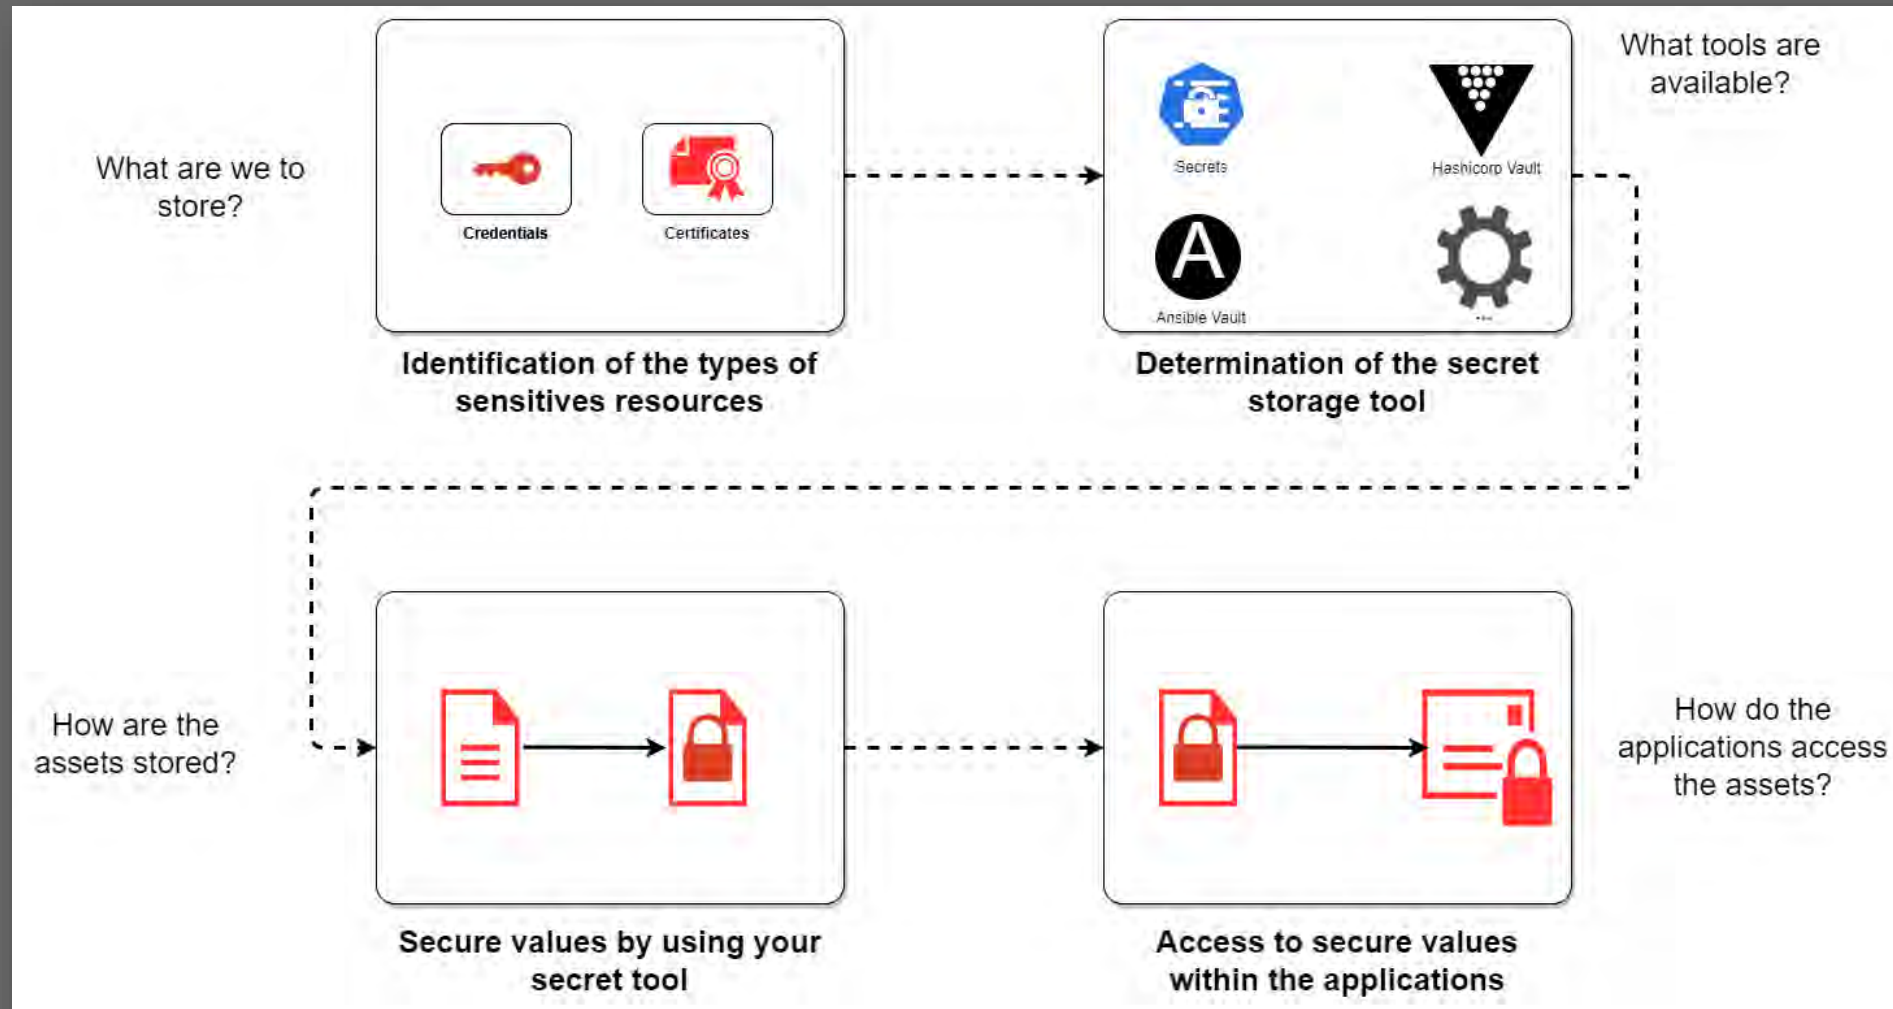 What are we to
store?
Credentials
Certificates
Identification of the types of
sensitives resources
What tools are
available?
Secrets
Hashicorp Vault
A
Ansible Vault
...
Determination of the secret
storage tool
How are the
assets stored?
Secure values by using your
secret tool
How do the
applications access
the assets?
Access to secure values
within the applications